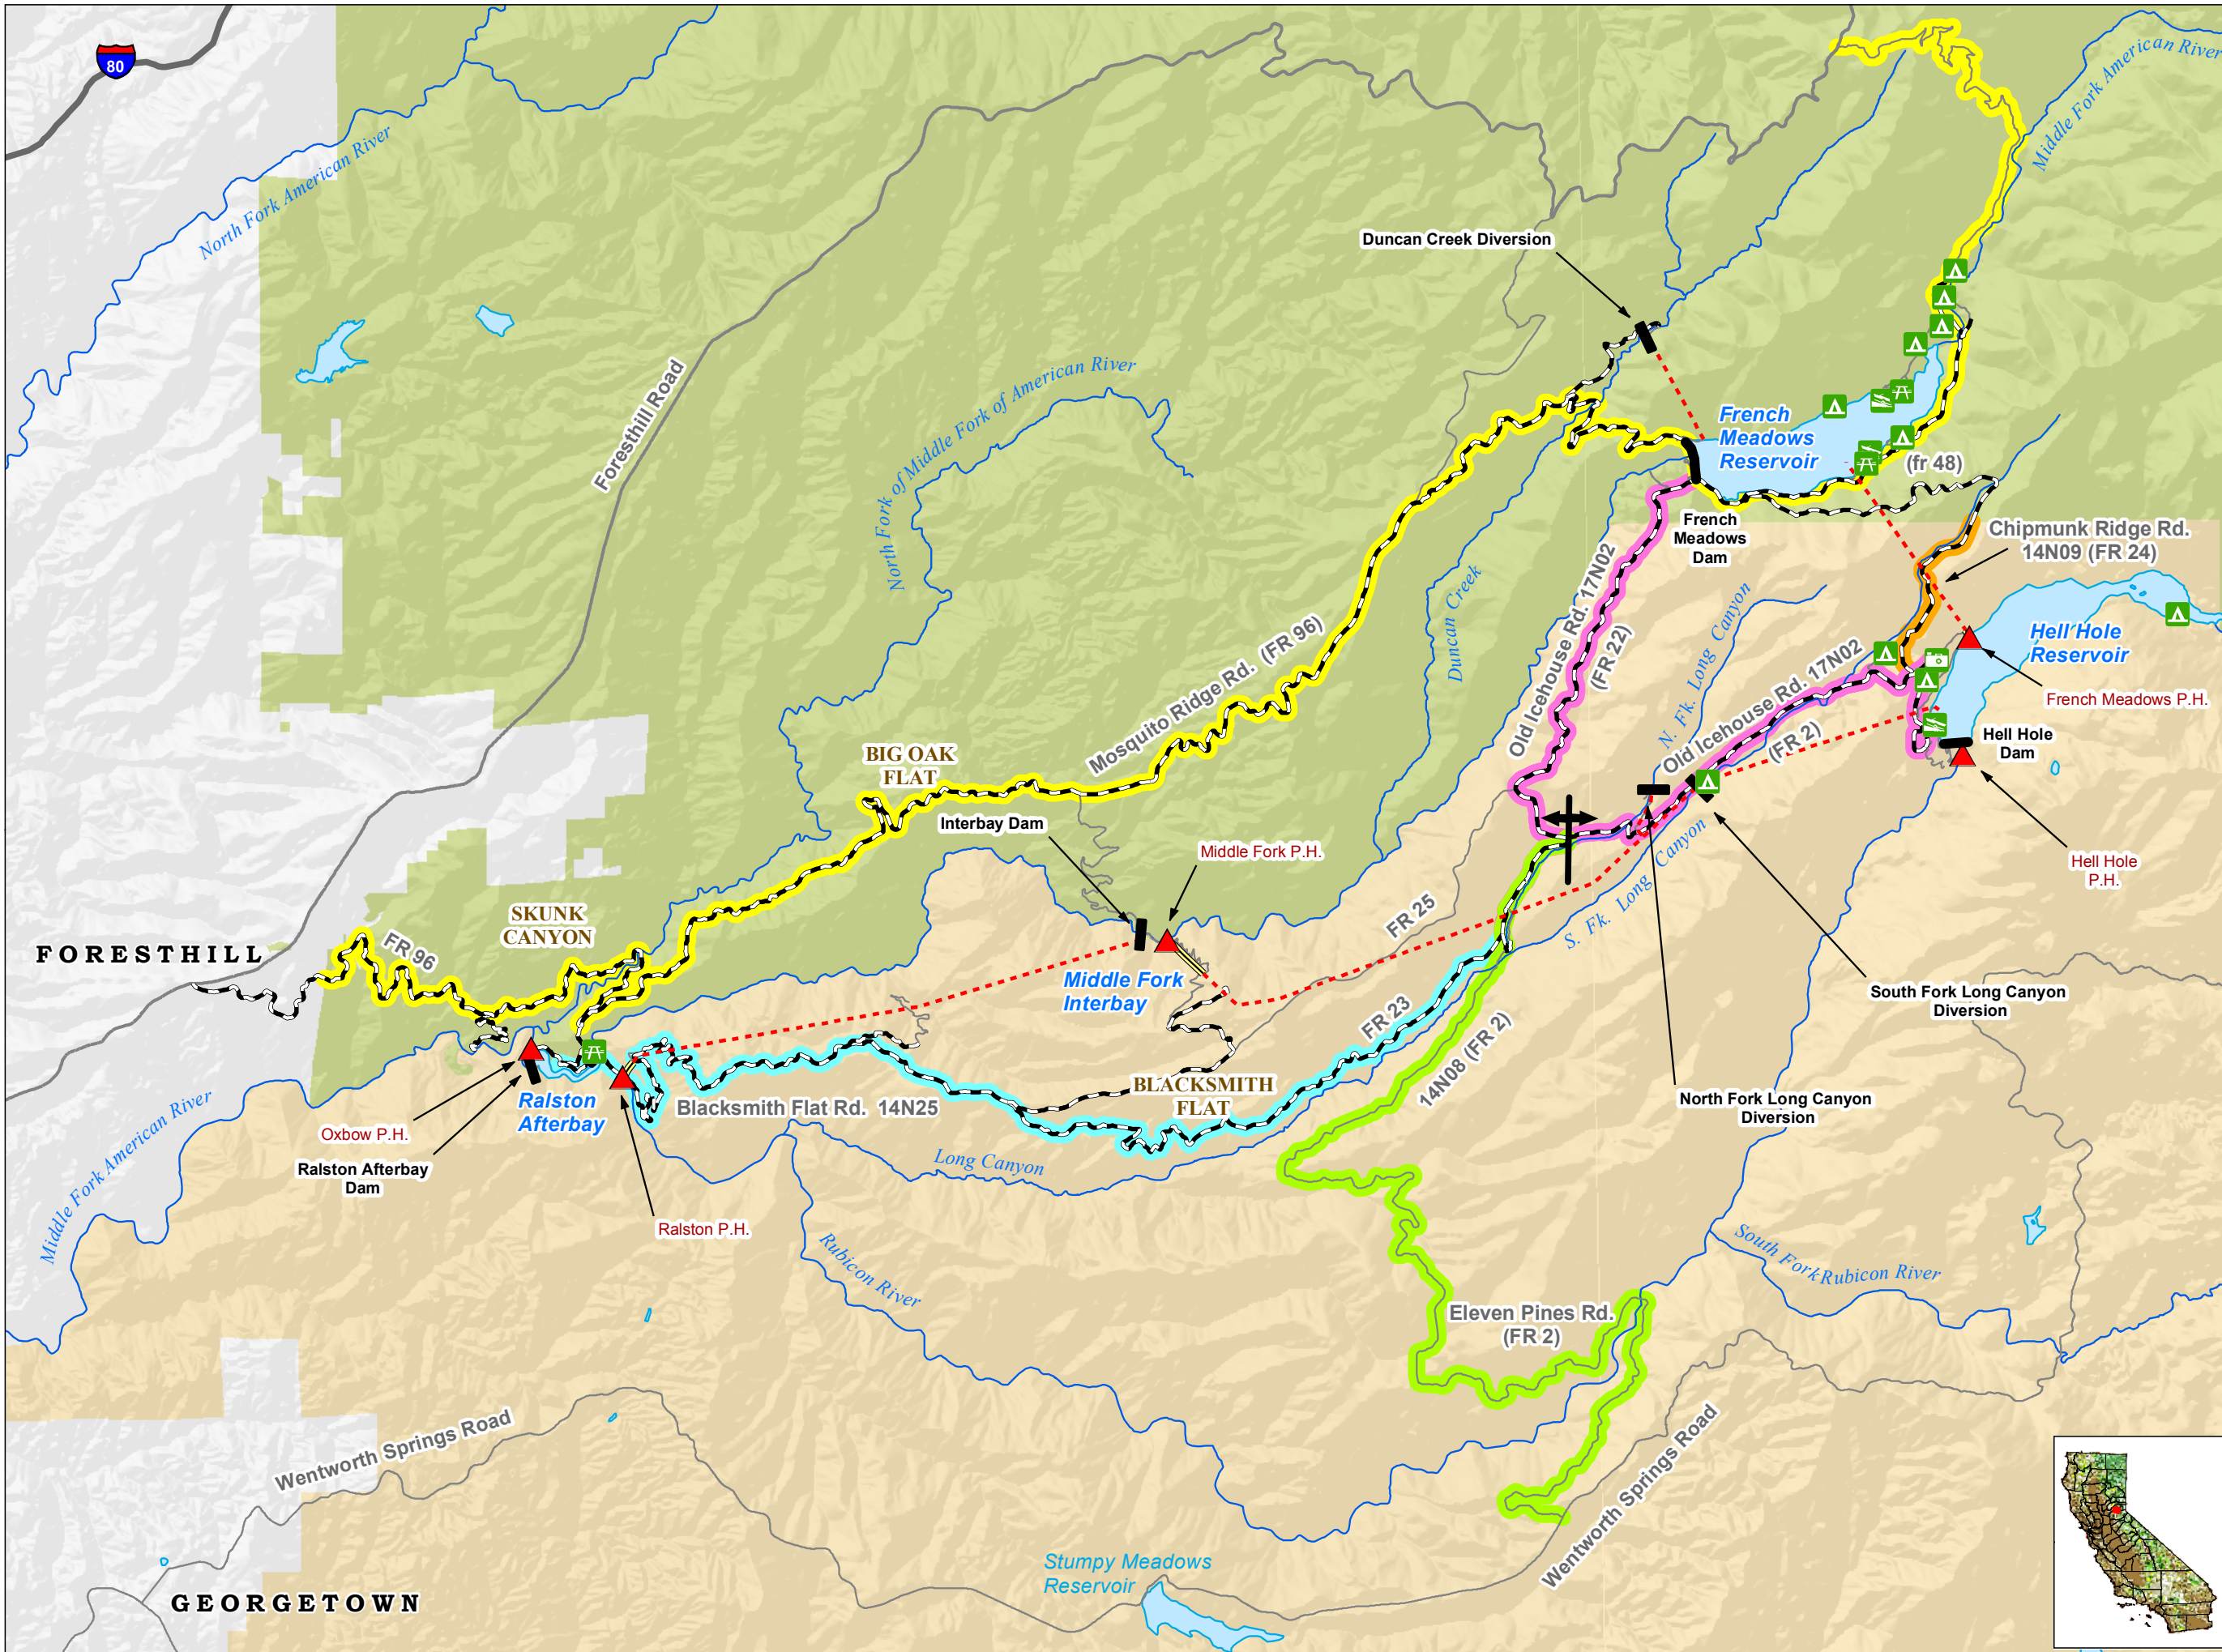 80
North Fork American River
Middle Fork American River
Duncan Creek Diversion
Foresthill Road
North Fork of Middle Fork of American River
French
Meadows
Reservoir
(fr 48)
French
Meadows
Dam
Chipmunk Ridge Rd.
14N09 (FR 24)
Duncan Creek
Old Icehouse Rd. 17N02
(FR 22)
N. Fk. Long Canyon
Hell Hole
Reservoir
Mosquito Ridge Rd. (FR 96)
Old Icehouse Rd. 17N02
(FR 2)
French Meadows P.H.
Hell Hole
Dam
BIG OAK
FLAT
Interbay Dam
Middle Fork P.H.
Hell Hole
P.H.
SKUNK
CANYON
FORESTHILL
FR 96
FR 25
S. Fk. Long Canyon
Middle Fork
Interbay
South Fork Long Canyon
Diversion
FR 23
14N08 (FR 2)
BLACKSMITH
FLAT
North Fork Long Canyon
Diversion
Ralston
Afterbay
Blacksmith Flat Rd. 14N25
Oxbow P.H.
Ralston Afterbay
Dam
Middle Fork American River
Long Canyon
Ralston P.H.
Rubicon River
South Fork Rubicon River
Eleven Pines Rd.
(FR 2)
Wentworth Springs Road
Wentworth Springs Road
Stumpy Meadows
Reservoir
GEORGETOWN